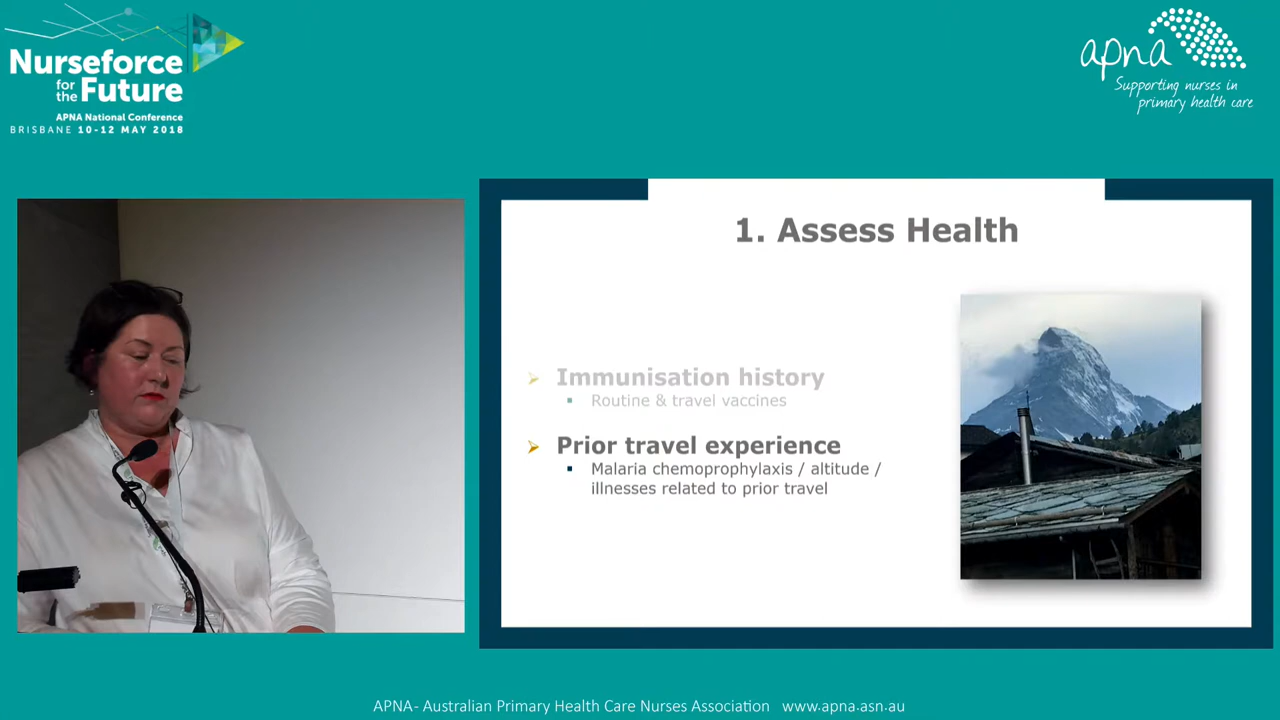 Nurseforce
for the Future
APNA National Conference
BRISBANE 10-12 MAY 2018
apna
Supporting nurses in
primary health care
1. Assess Health
Immunisation history
Routine & travel vaccines
Prior travel experience
Malaria chemoprophylaxis / altitude /
illnesses related to prior travel
APNA- Australian Primary Health Care Nurses Association www.apna.asn.au